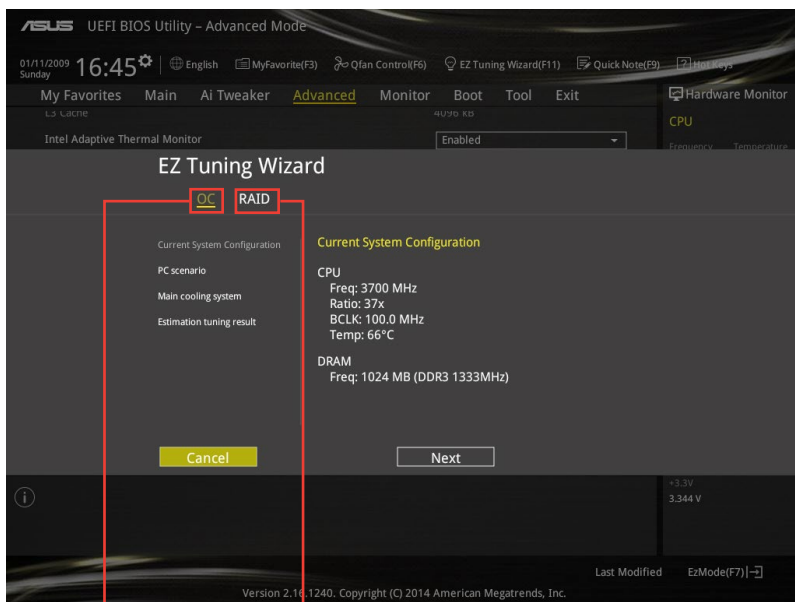 ASUS UEFI BIOS Utility – Advanced Mode
01/11/2009 Sunday 16:45 English MyFavorite(F3) Qfan Control(F6) EZ Tuning Wizard(F11) Quick Note(F9) ? Hot Keys
My Favorites Main Ai Tweaker Advanced Monitor Boot Tool Exit Hardware Monitor
L3 Cache 4096 KB
CPU
Intel Adaptive Thermal Monitor Enabled
Frequency Temperature
EZ Tuning Wizard
OC RAID
Current System Configuration
PC scenario
Main cooling system
Estimation tuning result
Current System Configuration
CPU
Freq: 3700 MHz
Ratio: 37x
BCLK: 100.0 MHz
Temp: 66°C
DRAM
Freq: 1024 MB (DDR3 1333MHz)
Cancel Next
+3.3V
3.344 V
Last Modified EzMode(F7)
Version 2.16.1240. Copyright (C) 2014 American Megatrends, Inc.